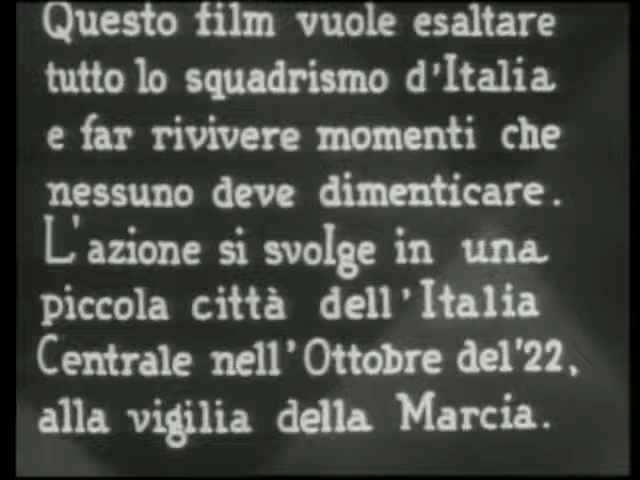 Questo film vuole esaltare
tutto lo squadrismo d'Italia
e far rivivere momenti che
nessuno deve dimenticare.
L'azione si svolge in una
piccola città dell'Italia
Centrale nell'Ottobre del'22,
alla vigilia della Marcia.